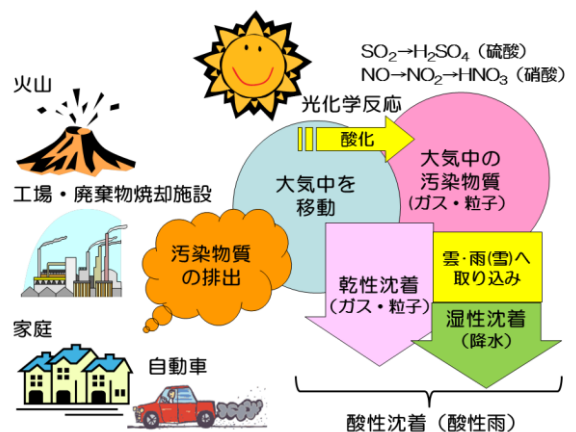 SO₂→H₂SO₄（硫酸）
NO→NO₂→HNO₃（硝酸）
火山
光化学反応
酸化
大気中の
汚染物質
(ガス・粒子)
大気中を
移動
工場・廃棄物焼却施設
汚染物質
の排出
乾性沈着
(ガス・粒子)
雲・雨(雪)へ
取り込み
湿性沈着
(降水)
家庭
自動車
酸性沈着（酸性雨）